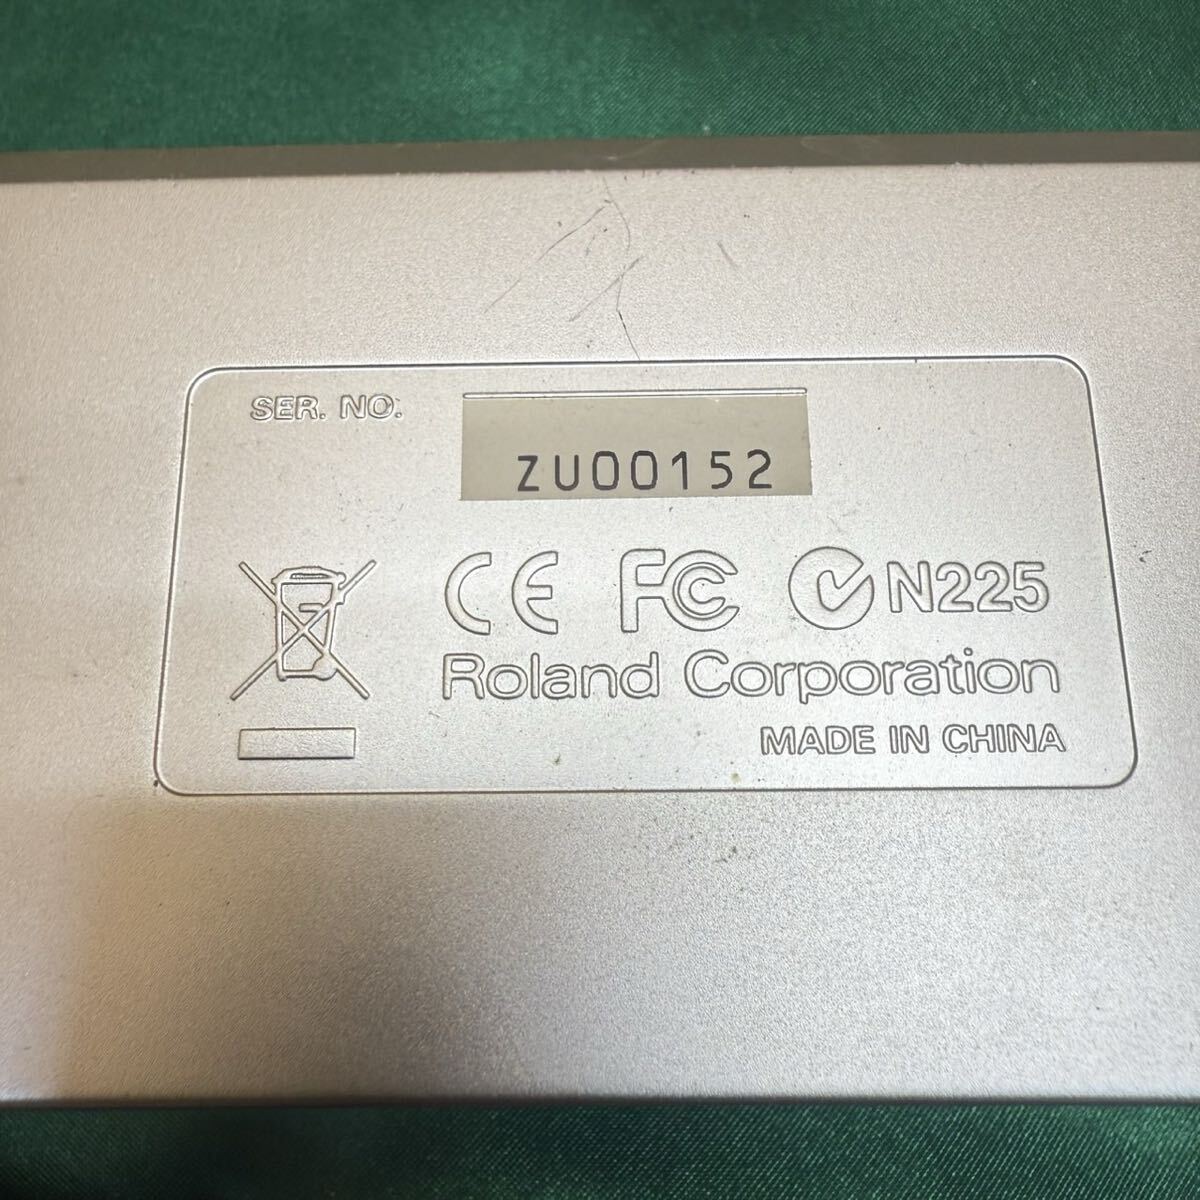 SER. NO.
ZU00152
CE FC N225
Roland Corporation
MADE IN CHINA